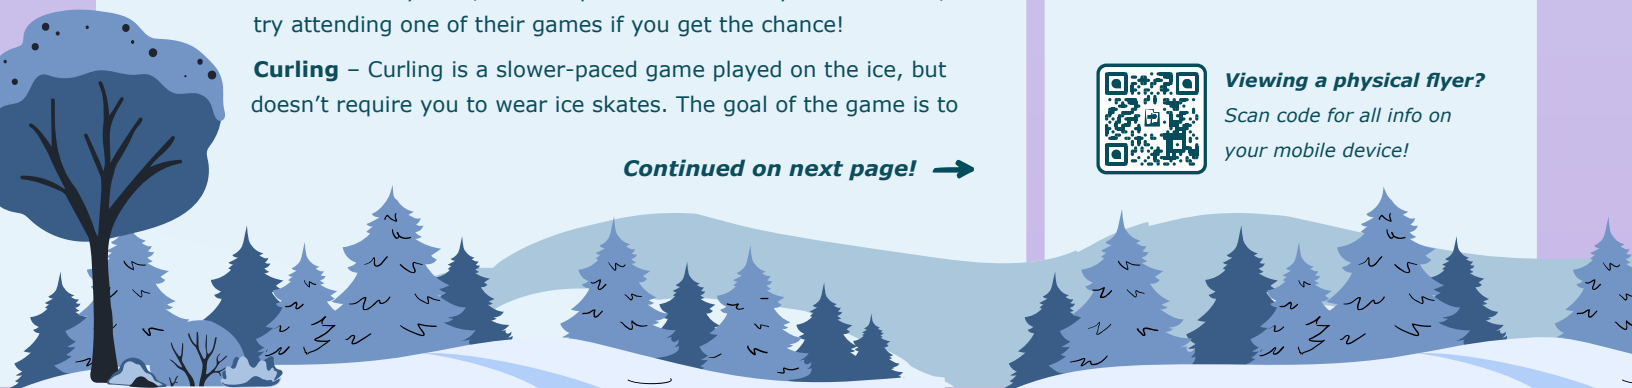 try attending one of their games if you get the chance!
Curling – Curling is a slower-paced game played on the ice, but
doesn’t require you to wear ice skates. The goal of the game is to
Continued on next page!
Viewing a physical flyer?
Scan code for all info on
your mobile device!